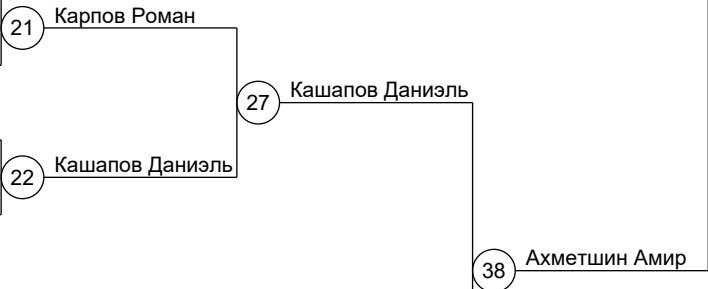 21 Карпов Роман
27 Кашапов Даниэль
22 Кашапов Даниэль
38 Ахметшин Амир